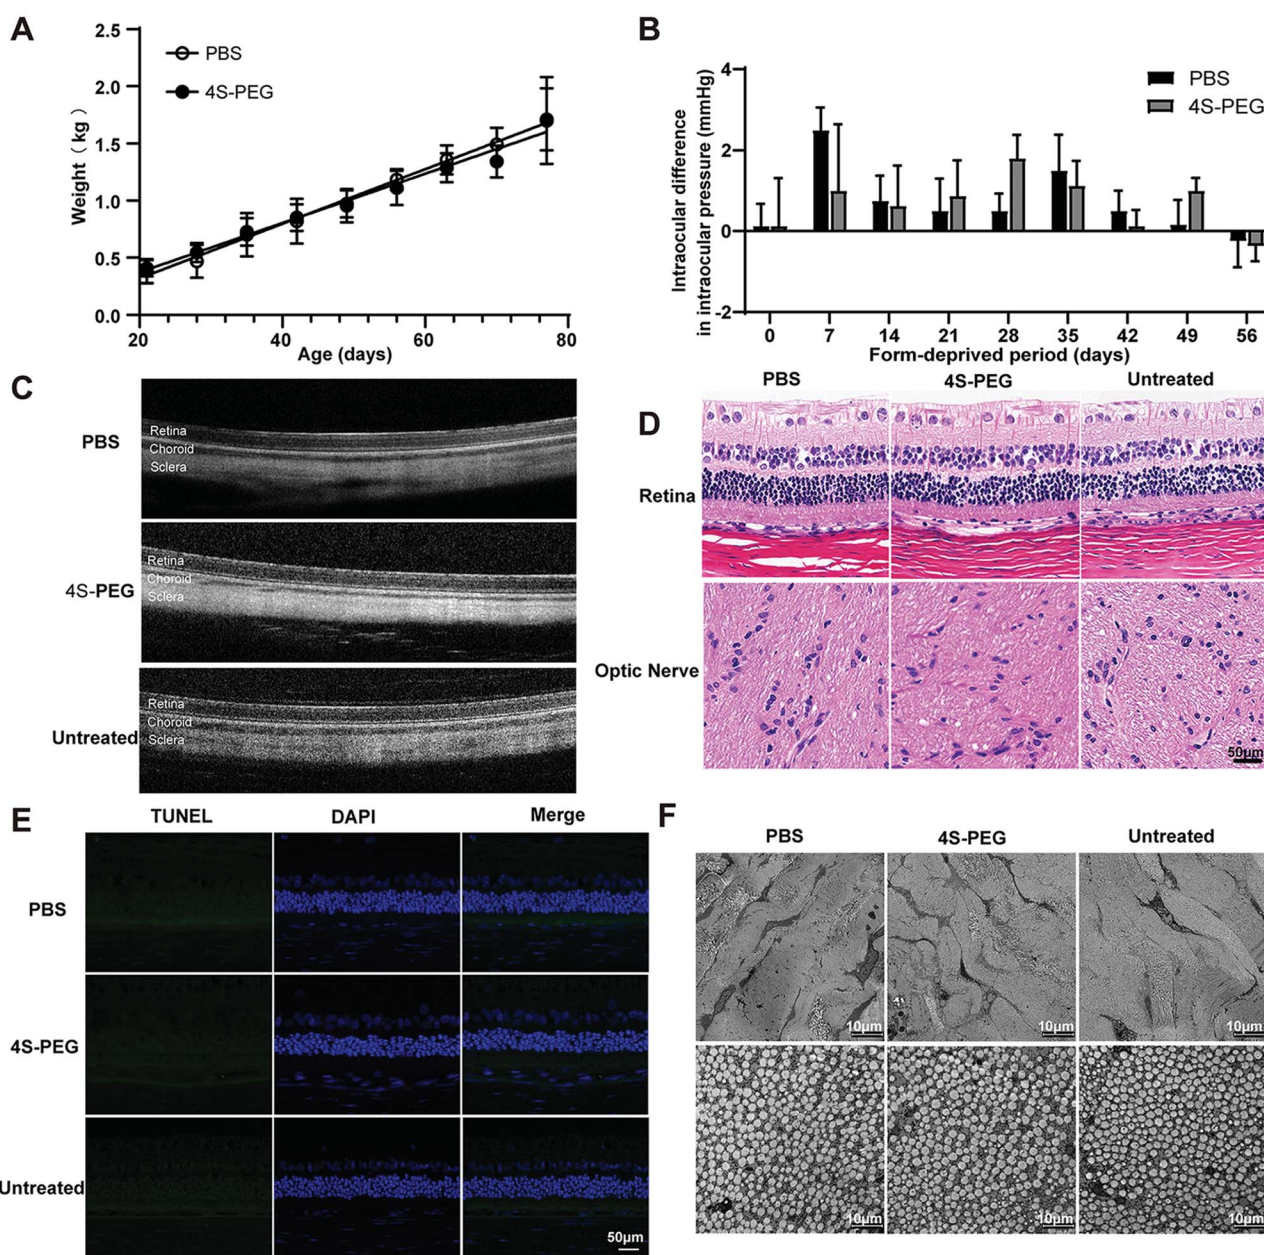 A
2.5
2.0
1.5
1.0
0.5
0.0
Weight ( kg )
PBS
4S-PEG
20
40
60
80
Age (days)
B
4
2
0
-2
Intraocular difference
in intraocular pressure (mmHg)
PBS
4S-PEG
0
7
14
21
28
35
42
49
56
Form-deprived period (days)
C
PBS
Retina
Choroid
Sclera
4S-PEG
Retina
Choroid
Sclera
Untreated
Retina
Choroid
Sclera
D
PBS
4S-PEG
Untreated
Retina
Optic Nerve
50μm
E
TUNEL
DAPI
Merge
PBS
4S-PEG
Untreated
50μm
F
PBS
4S-PEG
Untreated
10μm
10μm
10μm
10μm
10μm
10μm